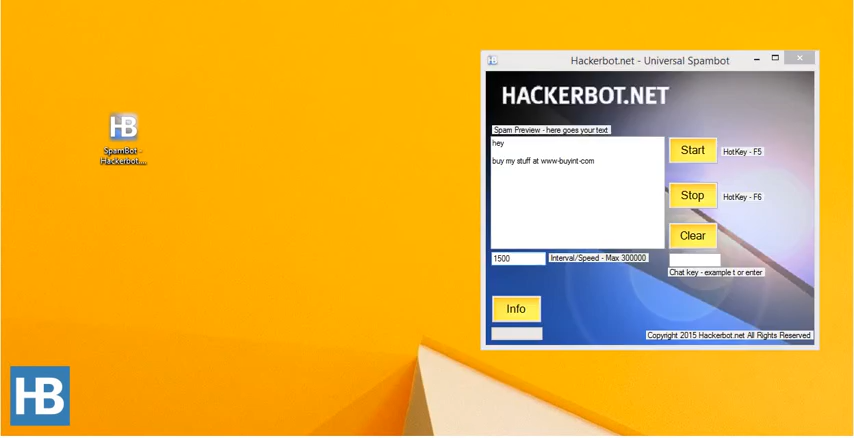 HB
SpamBot -
Hackerbot....
HB
Hackerbot.net - Universal Spambot
HACKERBOT.NET
Spam Preview - here goes your text
hey
buy my stuff at www-buyint-com
Start
HotKey - F5
Stop
HotKey - F6
Clear
1500
Interval/Speed - Max 300000
Chat key - example t or enter
Info
Copyright 2015 Hackerbot.net All Rights Reserved
HB